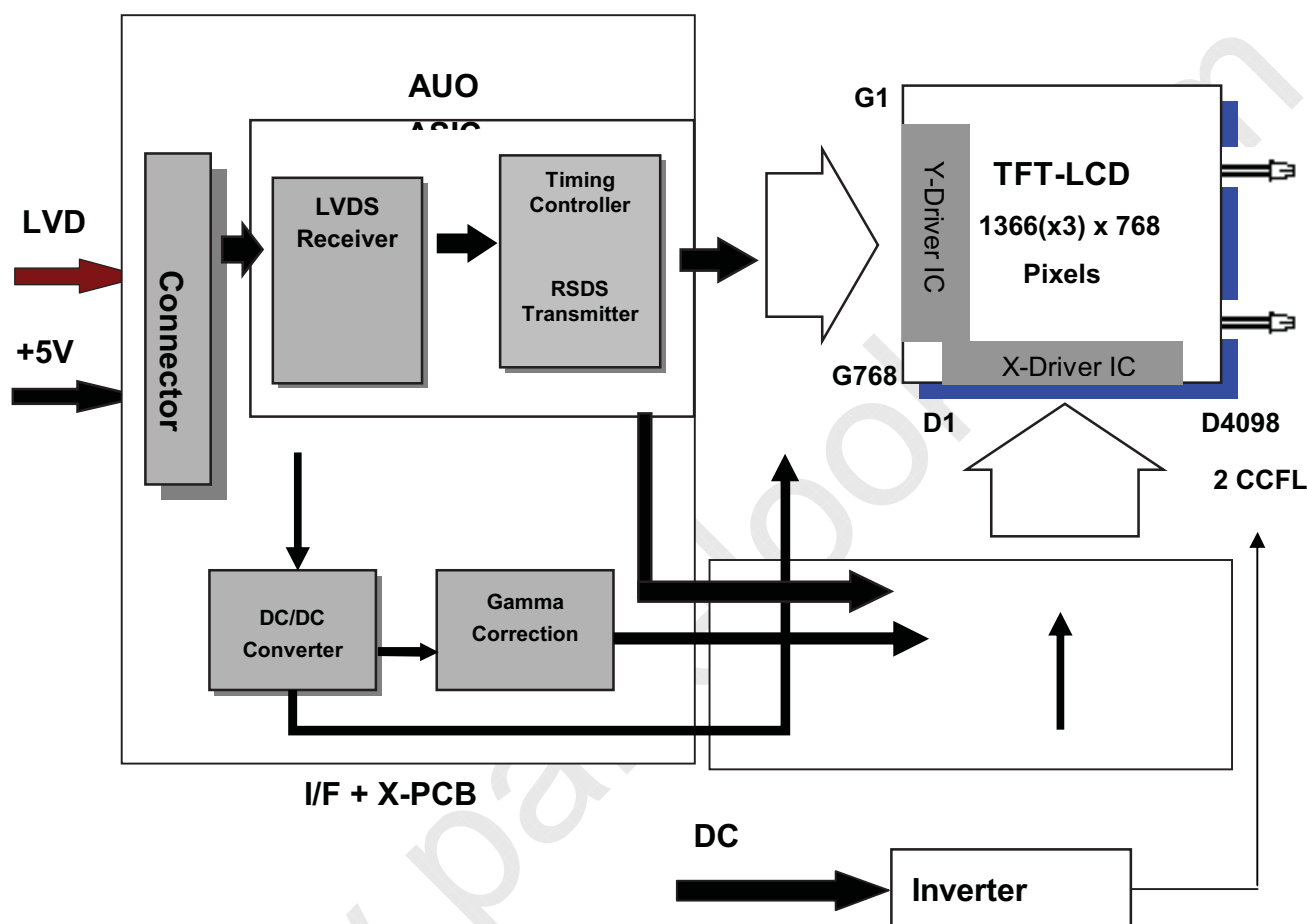 AUO
ASIC
G1
TFT-LCD
1366(x3) x 768
Pixels
Y-Driver IC
X-Driver IC
G768
D1
D4098
2 CCFL
LVD
+5V
Connector
LVDS
Receiver
Timing
Controller
RSDS
Transmitter
DC/DC
Converter
Gamma
Correction
I/F + X-PCB
DC
Inverter